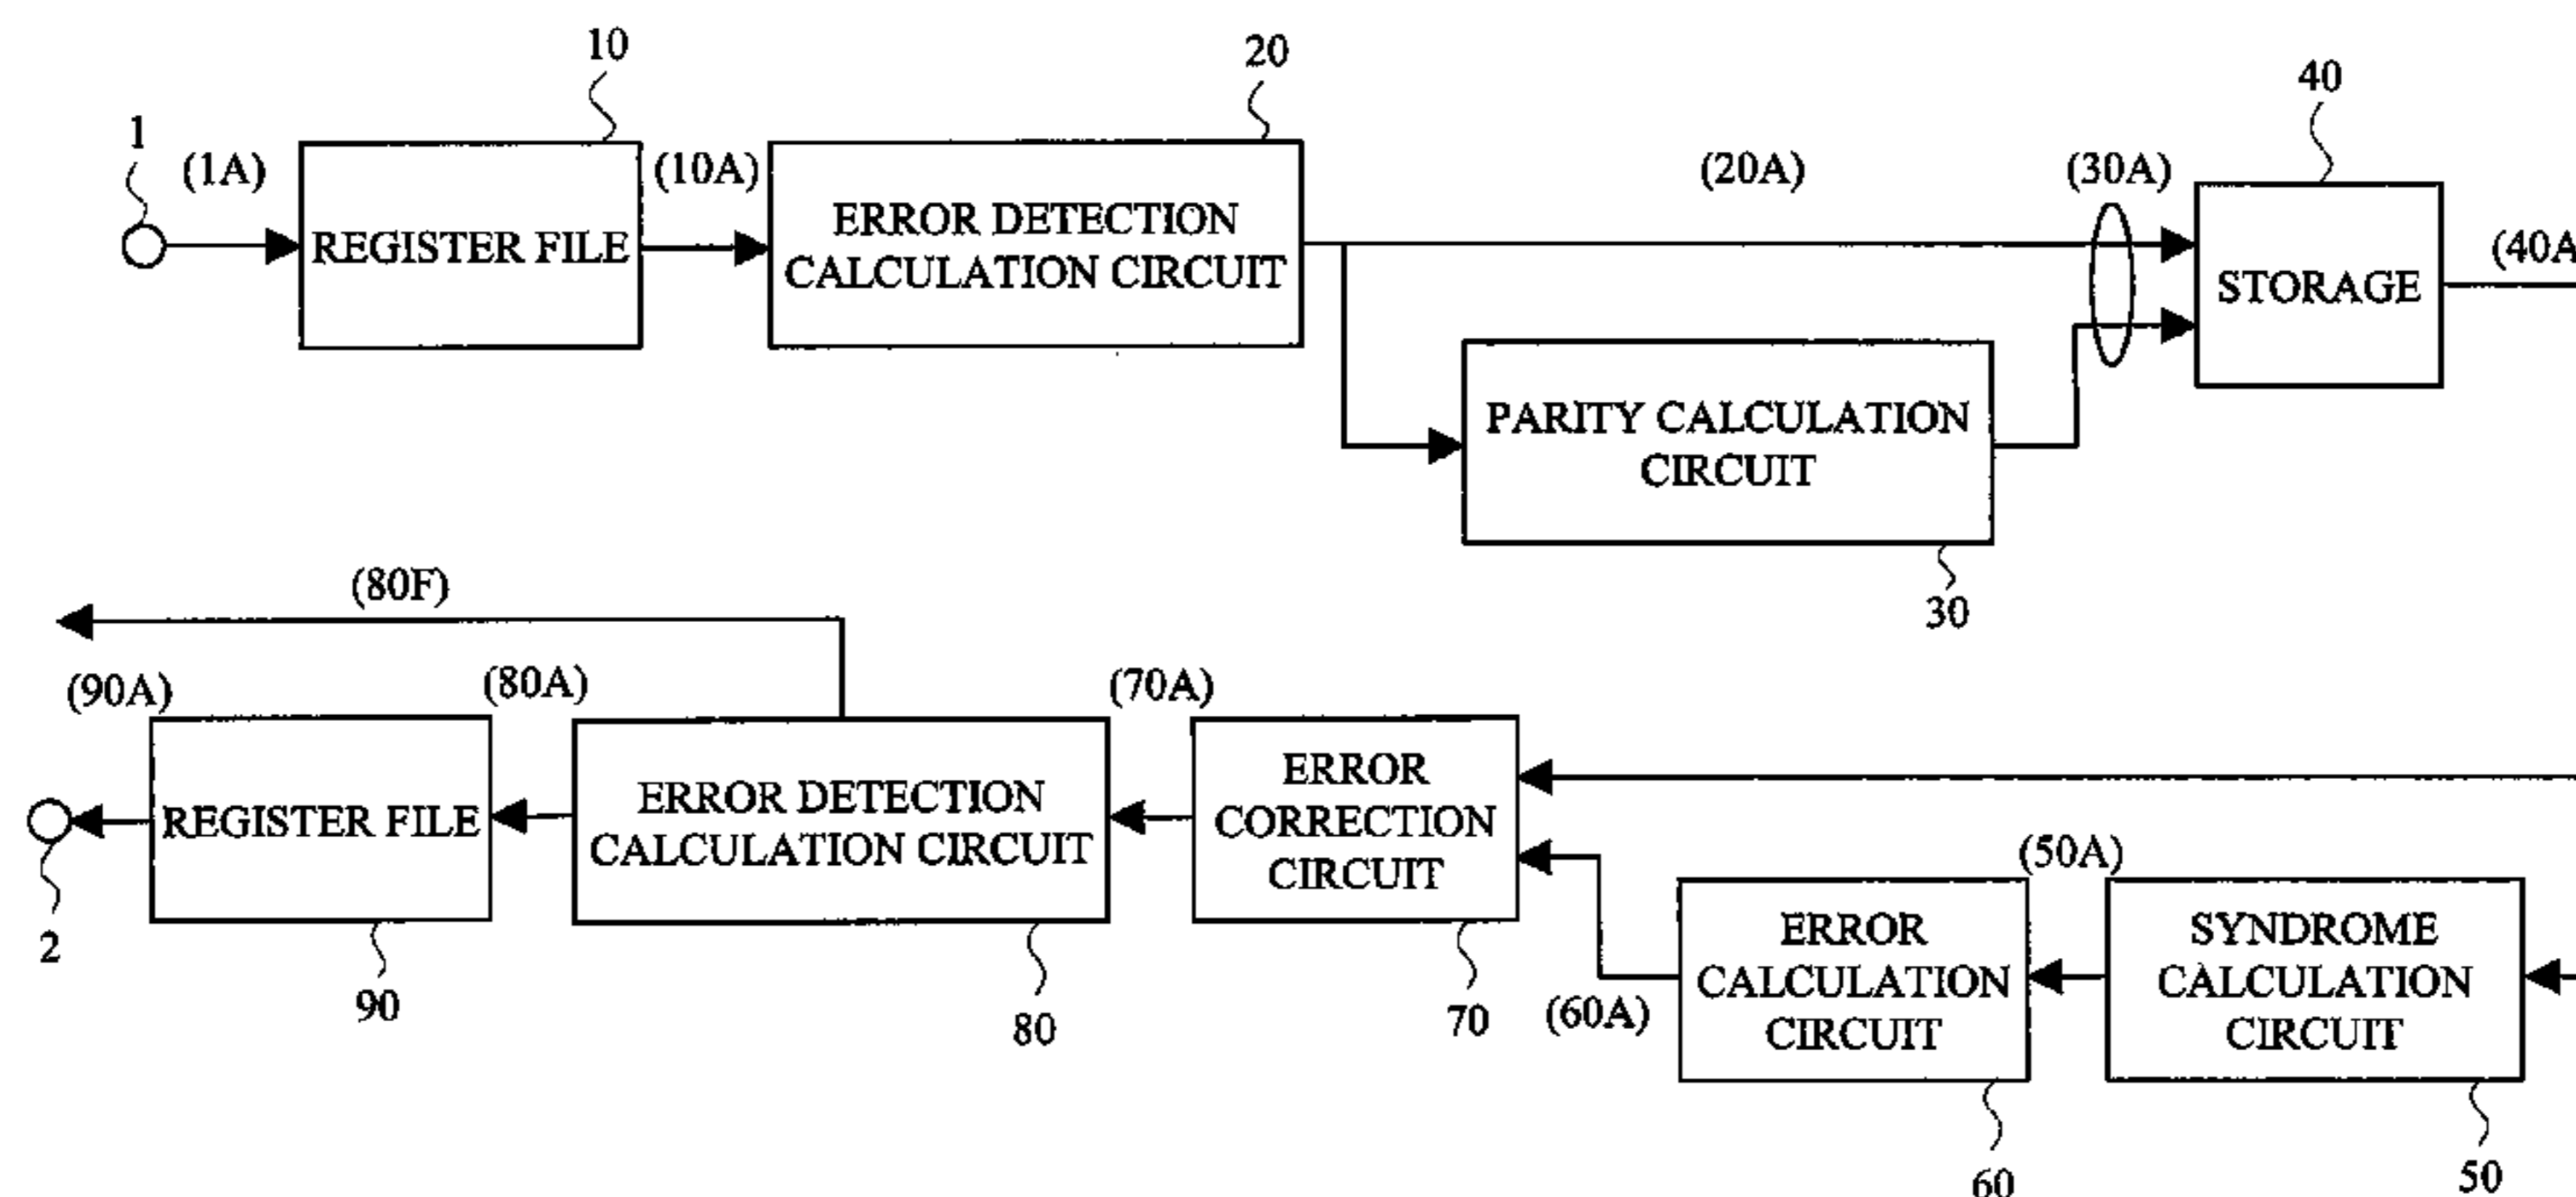 10
20
40
1
(1A)
(10A)
(20A)
(30A)
(40A
REGISTER FILE
ERROR DETECTION
CALCULATION CIRCUIT
STORAGE
PARITY CALCULATION
CIRCUIT
30
(80F)
(90A)
(80A)
(70A)
REGISTER FILE
ERROR DETECTION
CALCULATION CIRCUIT
ERROR
CORRECTION
CIRCUIT
(50A)
ERROR
CALCULATION
CIRCUIT
SYNDROME
CALCULATION
CIRCUIT
2
90
80
70
(60A)
60
50